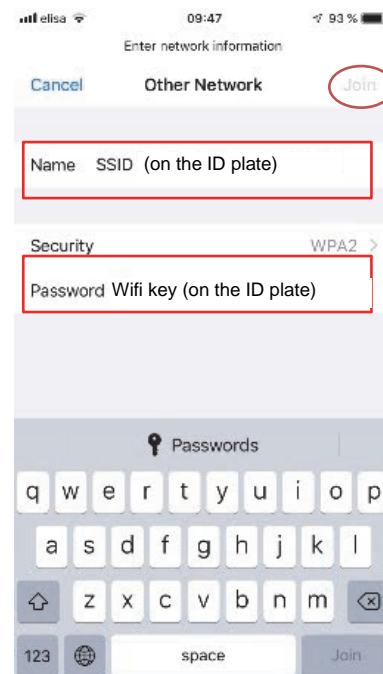 elisa 09:47 93 %
Enter network information
Cancel Other Network Join
Name SSID (on the ID plate)
Security WPA2 >
Password Wifi key (on the ID plate)
Passwords
q w e r t y u i o p
a s d f g h j k l
z x c v b n m
123 space Join